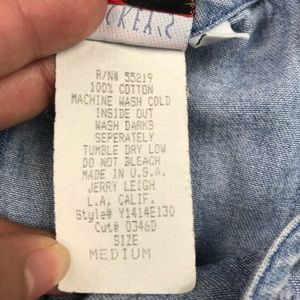 R/N# 55219
100% COTTON
MACHINE WASH COLD
INSIDE OUT
WASH DARKS
SEPERATELY
TUMBLE DRY LOW
DO NOT BLEACH
MADE IN U.S.A.
JERRY LEIGH
L.A. CALIF.
Style# Y1414E130
Cut# 0346D
SIZE
MEDIUM